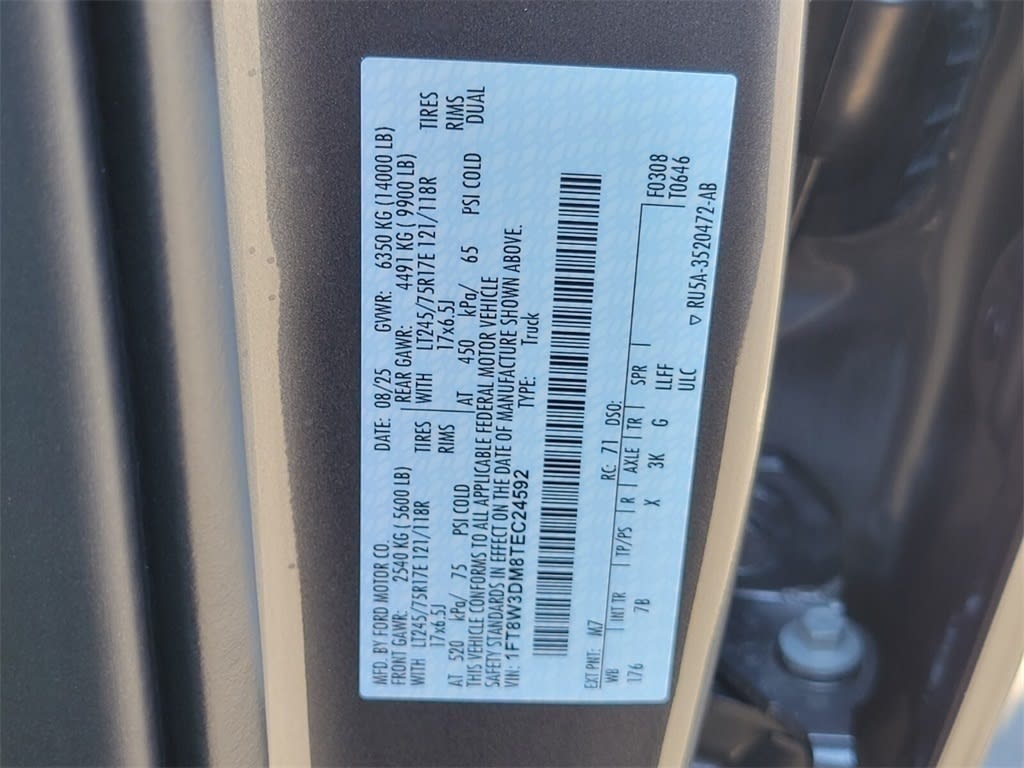 MFD. BY FORD MOTOR CO. DATE: 08/25 GVWR: 6350 KG (14000 LB)
FRONT GAWR: 2540 KG (5600 LB) REAR GAWR: 4491 KG (9900 LB)
WITH LT245/75R17E 121/118R TIRES WITH LT245/75R17E 121/118R TIRES
17x6.5J RIMS 17x6.5J RIMS
AT 520 kPa/ 75 PSI COLD AT 450 kPa/ 65 PSI COLD DUAL
THIS VEHICLE CONFORMS TO ALL APPLICABLE FEDERAL MOTOR VEHICLE
SAFETY STANDARDS IN EFFECT ON THE DATE OF MANUFACTURE SHOWN ABOVE.
VIN: 1FT8W3DM8TEC24592 TYPE: Truck
EXT PNT: M7 RC: 71 DSO: F0308
WB INT TR TP/PS R AXLE TR SPR T0646
176 7B X 3K G LLFF
ULC ▽ RU5A-3520472-AB